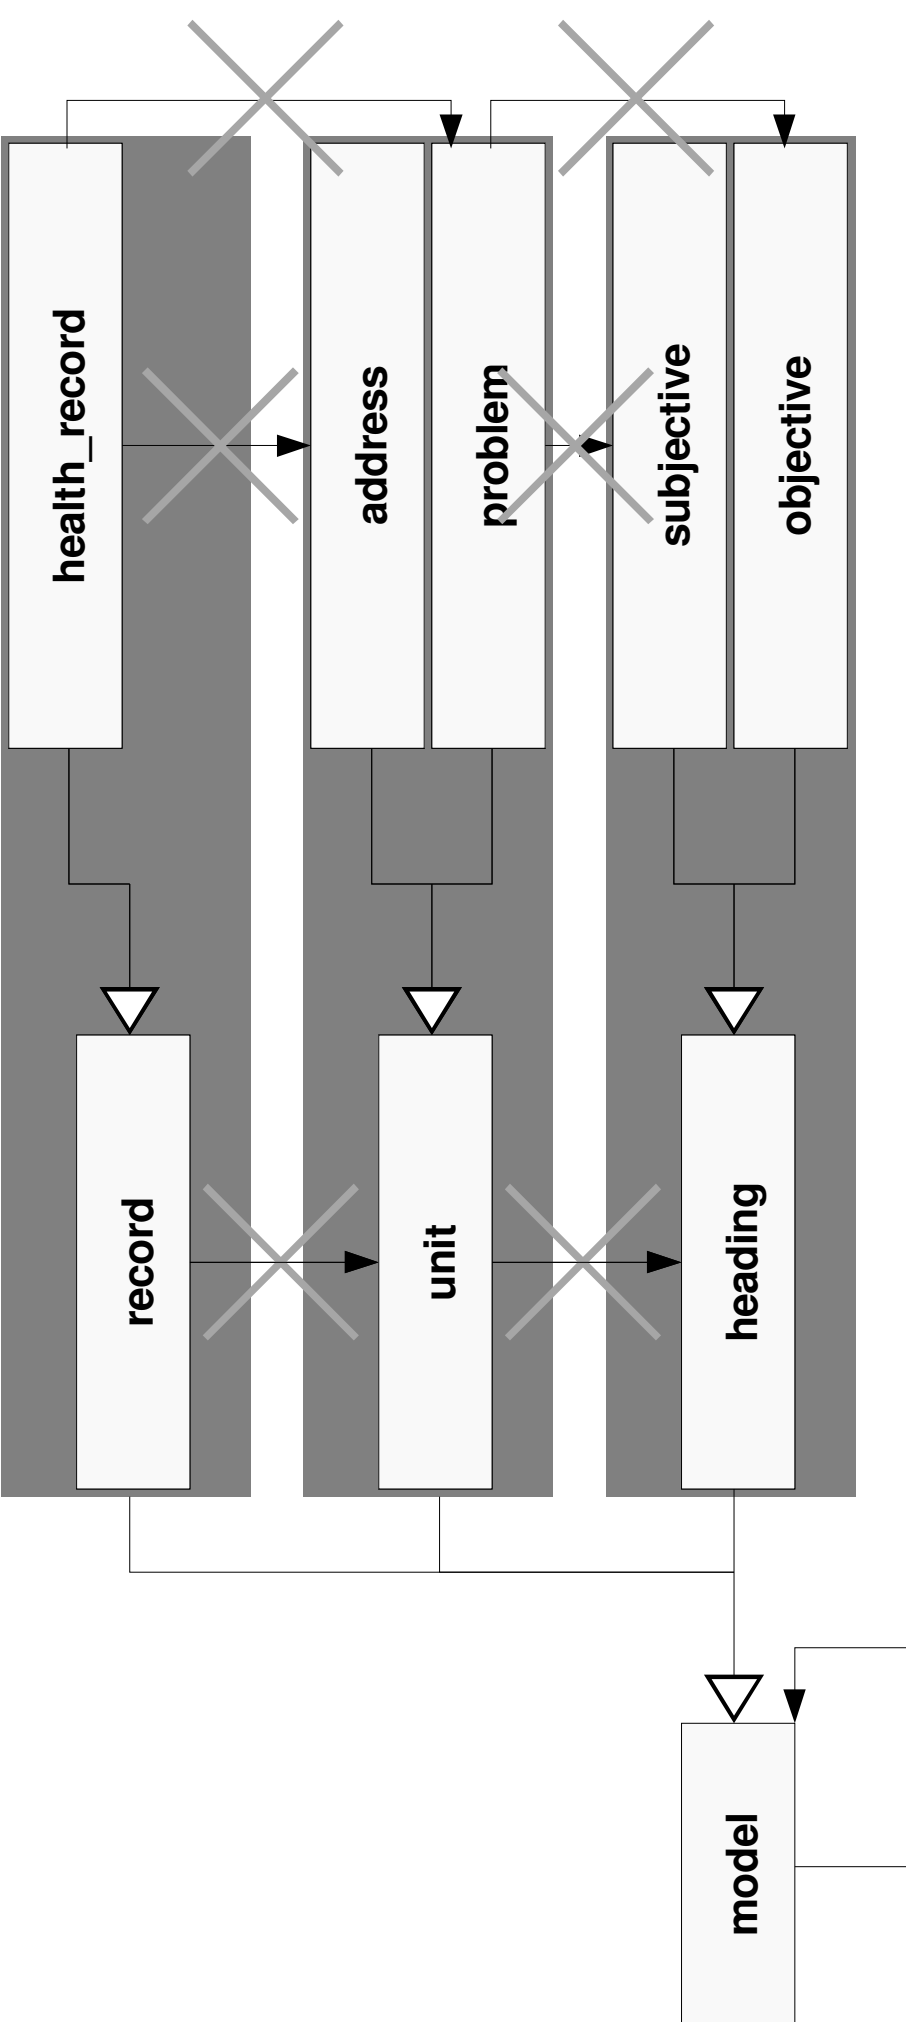 health_record
address
problem
subjective
objective
record
unit
heading
model